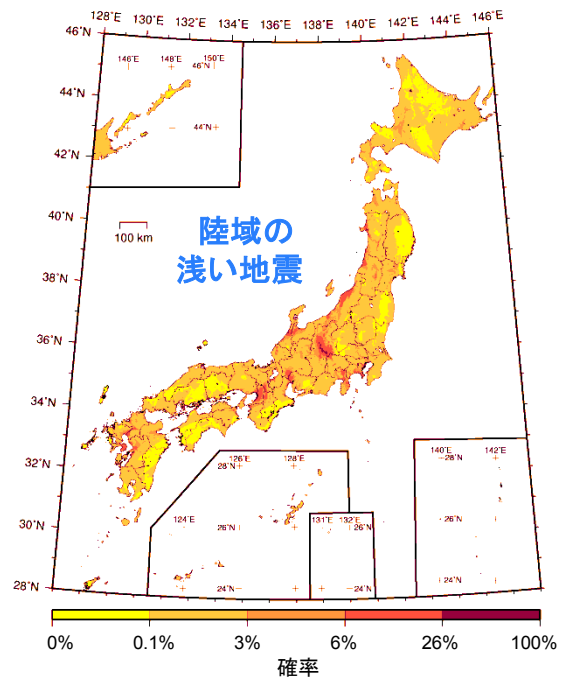 128˚E 130˚E 132˚E 134˚E 136˚E 138˚E 140˚E 142˚E 144˚E 146˚E
46˚N
146˚E 148˚E 150˚E
46˚N
44˚N
44˚N
42˚N
40˚N
100 km
陸域の
浅い地震
38˚N
36˚N
34˚N
32˚N
126˚E 128˚E
28˚N
140˚E 142˚E
28˚N
30˚N
124˚E
26˚N
131˚E 132˚E
26˚N
26˚N
28˚N
24˚N
24˚N
24˚N
0% 0.1% 3% 6% 26% 100%
確率